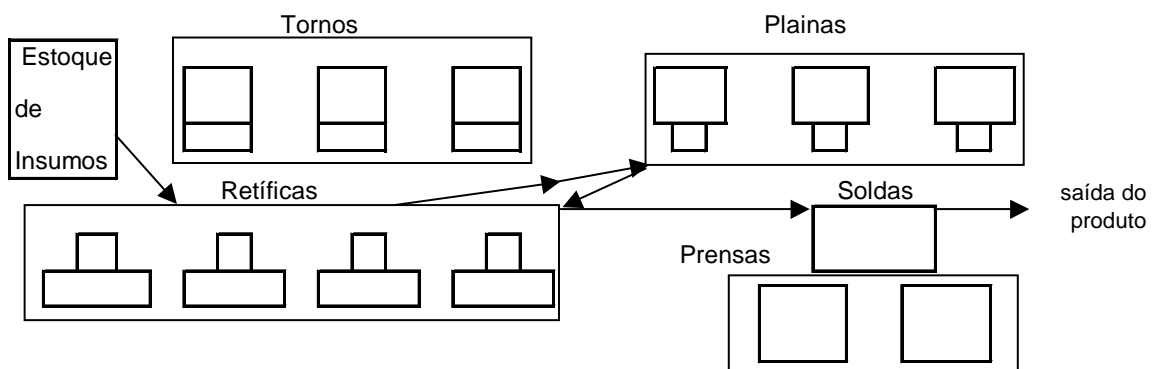 Tornos
Plainas
Estoque
de
Insumos
Retíficas
Soldas
saída do
produto
Prensas